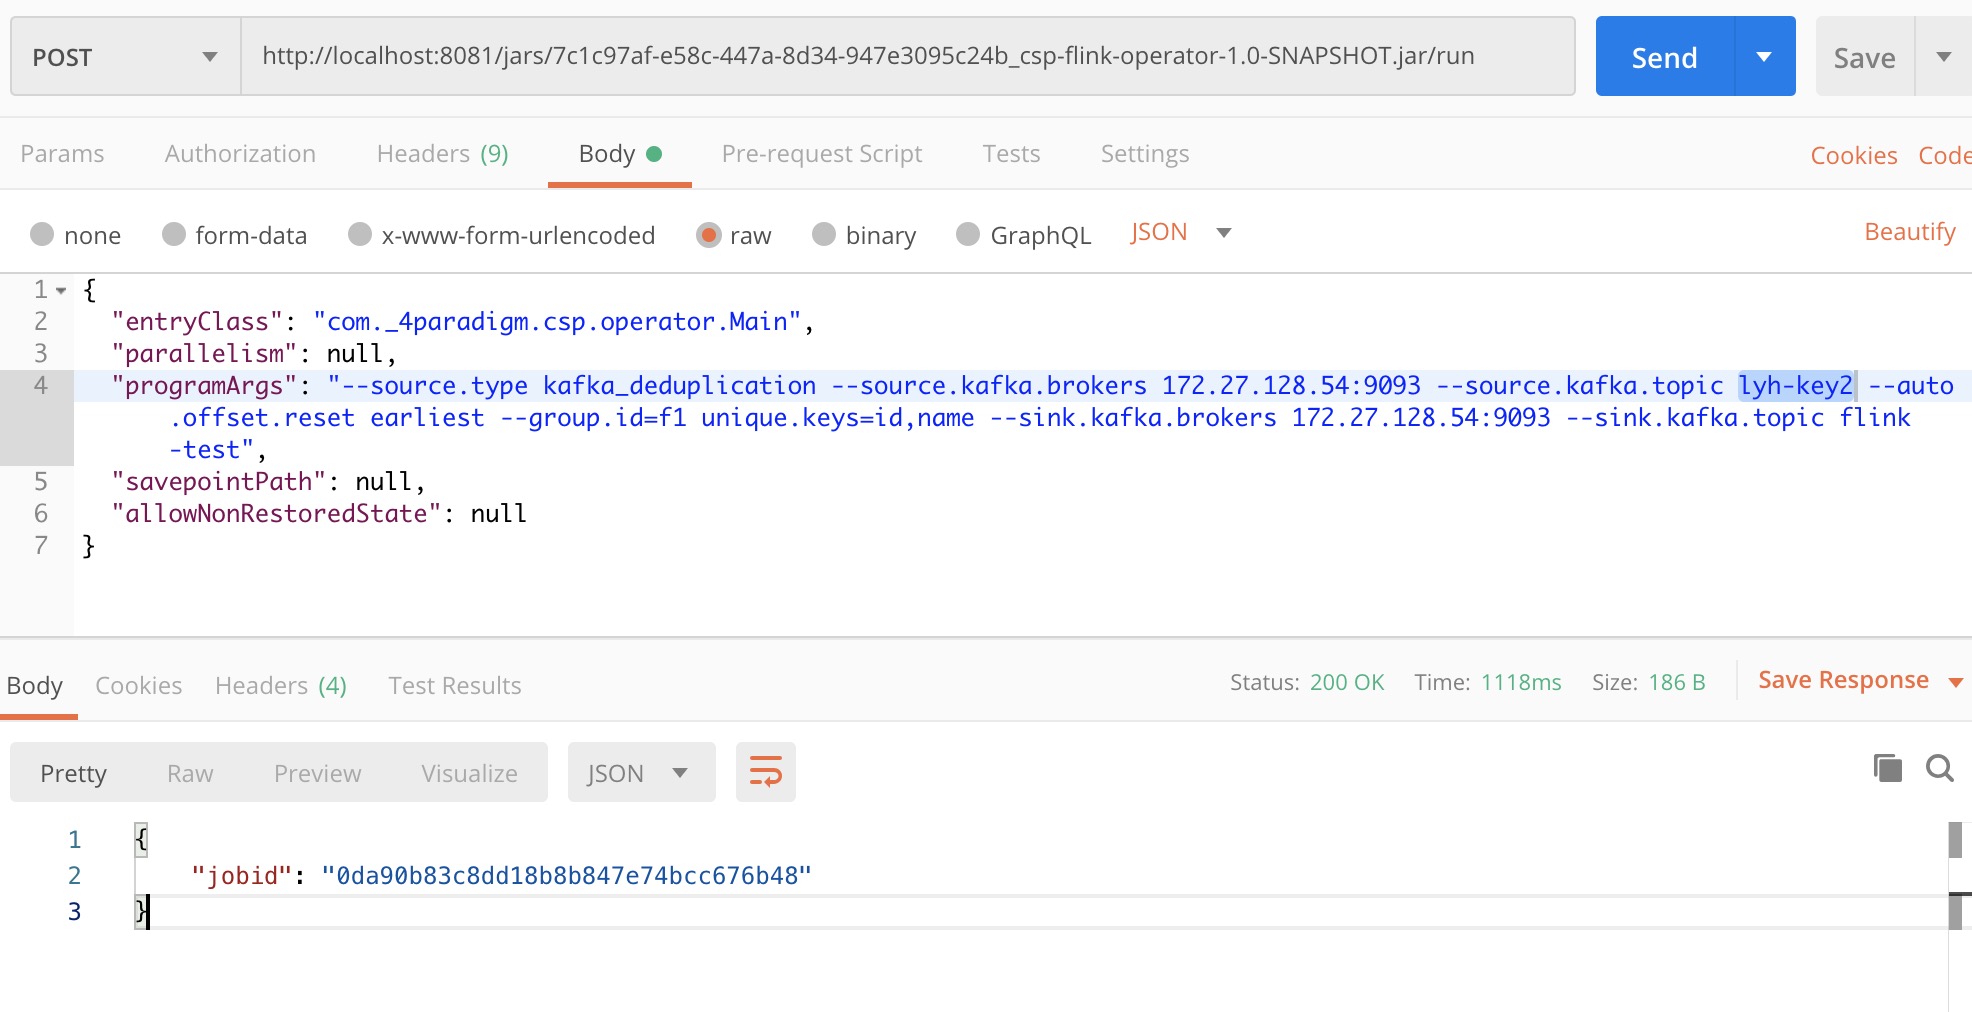 POST http://localhost:8081/jars/7c1c97af-e58c-447a-8d34-947e3095c24b_csp-flink-operator-1.0-SNAPSHOT.jar/run Send Save
Params Authorization Headers (9) Body Pre-request Script Tests Settings Cookies Code
none form-data x-www-form-urlencoded raw binary GraphQL JSON Beautify
1 {
2 "entryClass": "com._4paradigm.csp.operator.Main",
3 "parallelism": null,
4 "programArgs": "--source.type kafka_deduplication --source.kafka.brokers 172.27.128.54:9093 --source.kafka.topic lyh-key2 --auto
.offset.reset earliest --group.id=f1 unique.keys=id,name --sink.kafka.brokers 172.27.128.54:9093 --sink.kafka.topic flink
-test",
5 "savepointPath": null,
6 "allowNonRestoredState": null
7 }
Body Cookies Headers (4) Test Results Status: 200 OK Time: 1118ms Size: 186 B Save Response
Pretty Raw Preview Visualize JSON
1 {
2 "jobid": "0da90b83c8dd18b8b847e74bcc676b48"
3 }